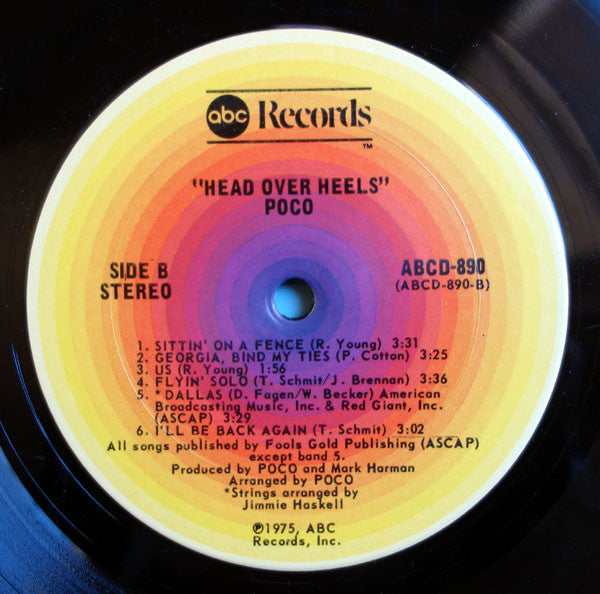 abc Records
™
"HEAD OVER HEELS"
POCO
SIDE B
STEREO
ABCD-890
(ABCD-890-B)
1. SITTIN' ON A FENCE (R. Young) 3:31
2. GEORGIA, BIND MY TIES (P. Cotton) 3:25
3. US (R. Young) 1:56
4. FLYIN' SOLO (T. Schmit/J. Brennan) 3:36
5. *DALLAS (D. Fagen/W. Becker) American
Broadcasting Music, Inc. & Red Giant, Inc.
(ASCAP) 3:29
6. I'LL BE BACK AGAIN (T. Schmit) 3:02
All songs published by Fools Gold Publishing (ASCAP)
except band 5.
Produced by POCO and Mark Harman
Arranged by POCO
*Strings arranged by
Jimmie Haskell
℗1975, ABC
Records, Inc.